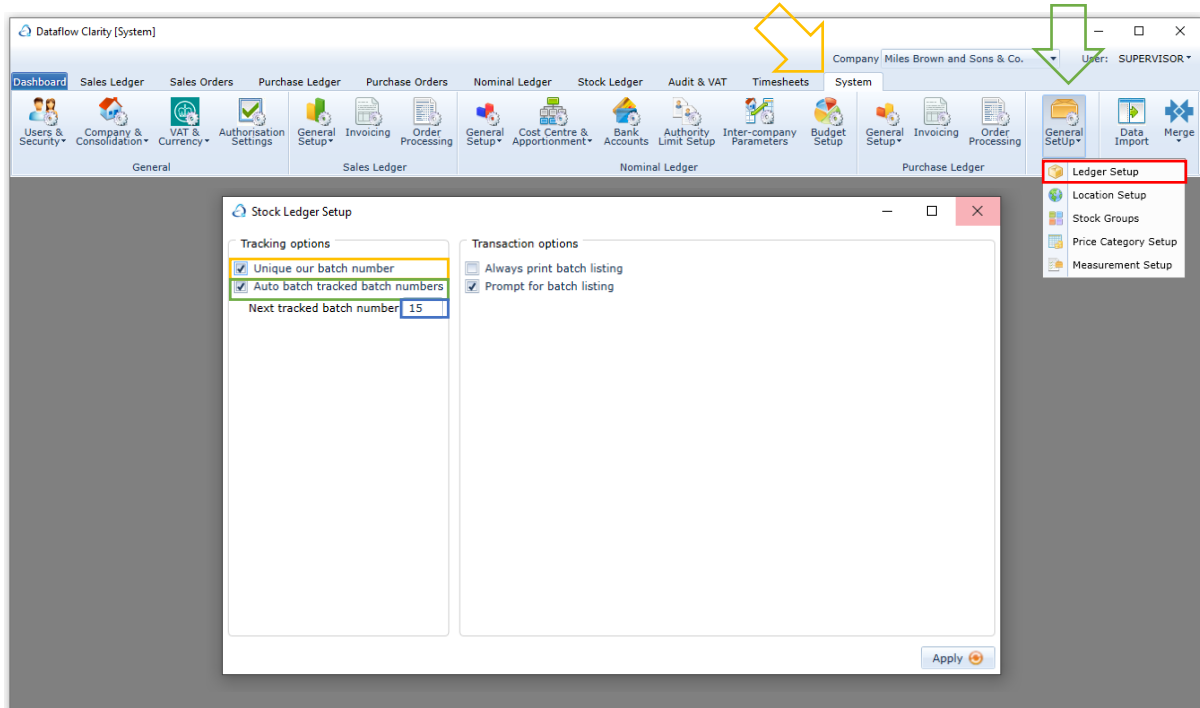 Dataflow Clarity [System]
Company Miles Brown and Sons & Co. User: SUPERVISOR
Dashboard Sales Ledger Sales Orders Purchase Ledger Purchase Orders Nominal Ledger Stock Ledger Audit & VAT Timesheets System
Users & Security Company & Consolidation VAT & Currency Authorisation Settings General Setup Invoicing Order Processing General Setup Cost Centre & Apportionment Bank Accounts Authority Limit Setup Inter-company Parameters Budget Setup General Setup Invoicing Order Processing General SetUp Data Import Merge
General Sales Ledger Nominal Ledger Purchase Ledger
Ledger Setup
Location Setup
Stock Groups
Price Category Setup
Measurement Setup
Stock Ledger Setup
Tracking options
Unique our batch number
Auto batch tracked batch numbers
Next tracked batch number 15
Transaction options
Always print batch listing
Prompt for batch listing
Apply